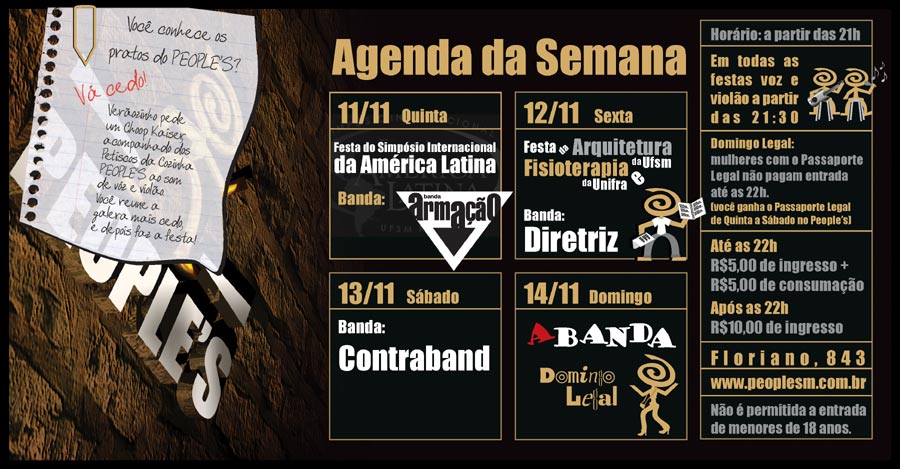 Você conhece os
pratos do PEOPLE'S?
Vá cedo!
Verãozinho pede
um Chopp Kaiser
acompanhado dos
Petiscos da Cozinha
PEOPLE'S ao som
de voz e violão.
Você reune a
galera mais cedo
e depois faz a festa!
PEOPLE'S
Agenda da Semana
11/11 Quinta
Festa do Simpósio Internacional
da América Latina
Banda:
banda
armação
12/11 Sexta
Festa Arquitetura
da Ufsm
e
Fisioterapia
da Unifra
Banda:
Diretriz
13/11 Sábado
Banda:
Contraband
14/11 Domingo
A BANDA
Domingo
Legal
Horário: a partir das 21h
Em todas as
festas voz e
violão a partir
das 21:30
Domingo Legal:
mulheres com o Passaporte
Legal não pagam entrada
até as 22h.
(você ganha o Passaporte Legal
de Quinta a Sábado no People's)
Até as 22h
R$5,00 de ingresso +
R$5,00 de consumação
Após as 22h
R$10,00 de ingresso
Floriano, 843
www.peoplesm.com.br
Não é permitida a entrada
de menores de 18 anos.